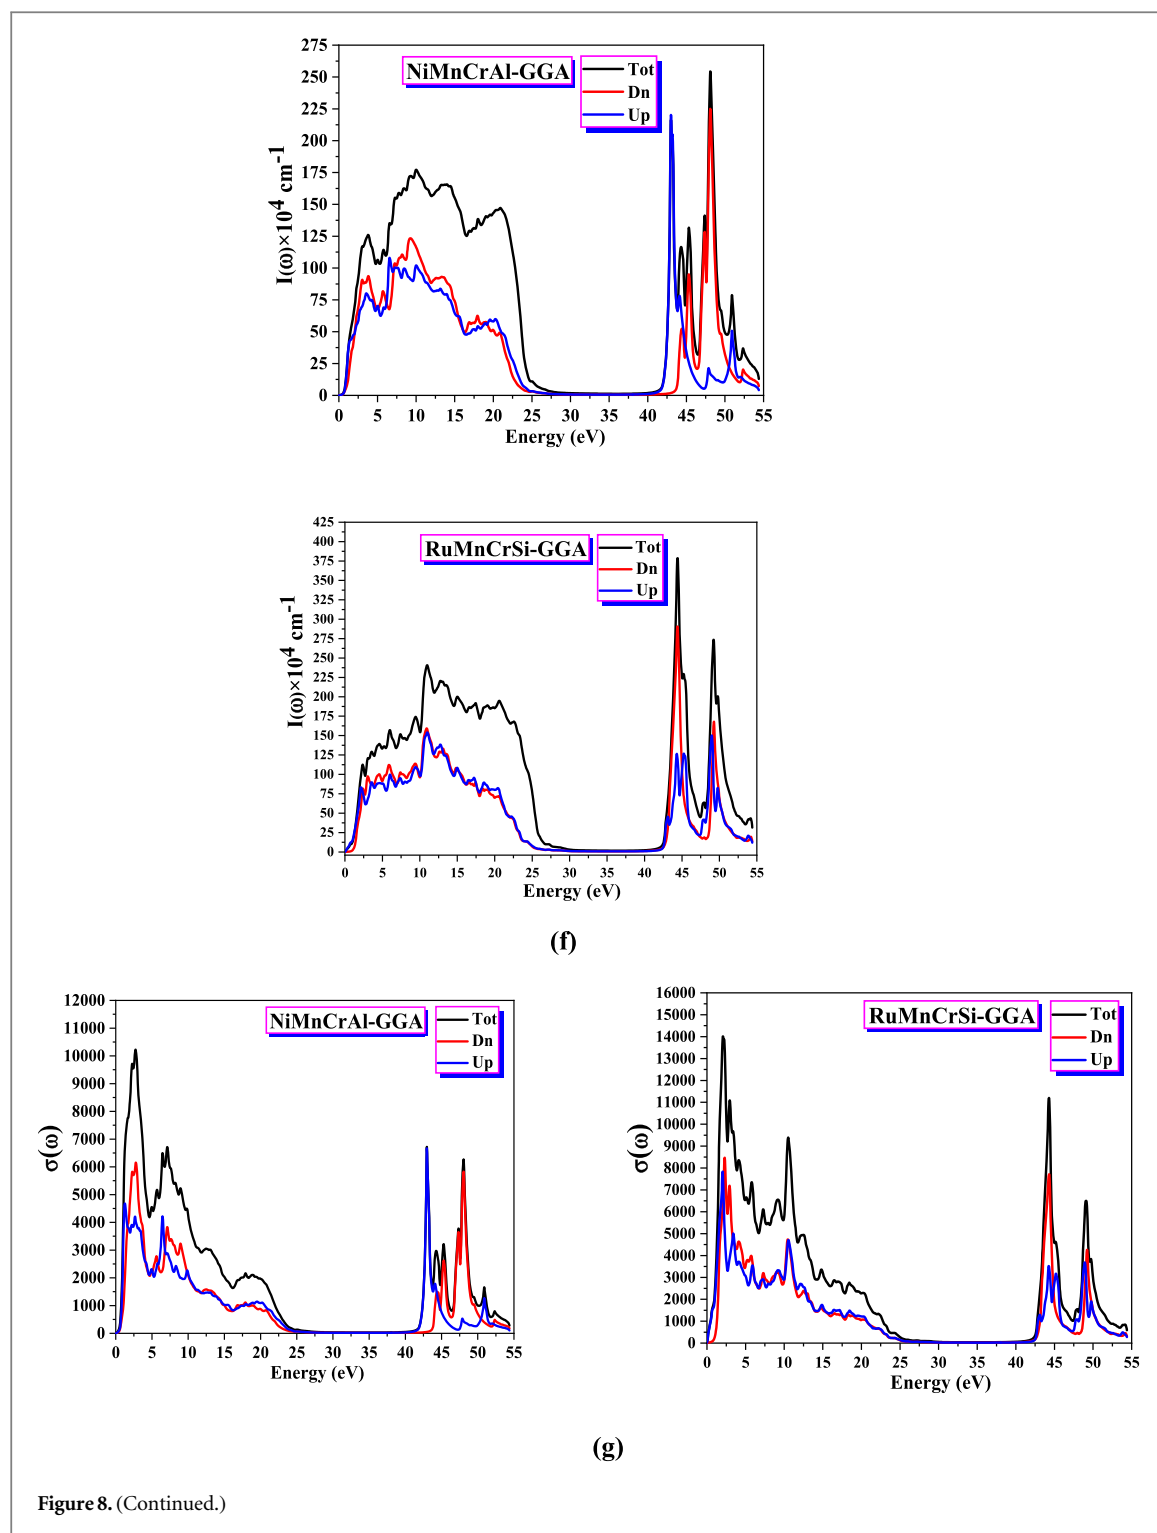 NiMnCrAl-GGA
Tot
Dn
Up
I(ω)×10⁴ cm⁻¹
275
250
225
200
175
150
125
100
75
50
25
0
0 5 10 15 20 25 30 35 40 45 50 55
Energy (eV)
RuMnCrSi-GGA
Tot
Dn
Up
I(ω)×10⁴ cm⁻¹
425
400
375
350
325
300
275
250
225
200
175
150
125
100
75
50
25
0
0 5 10 15 20 25 30 35 40 45 50 55
Energy (eV)
(f)
NiMnCrAl-GGA
Tot
Dn
Up
σ(ω)
12000
11000
10000
9000
8000
7000
6000
5000
4000
3000
2000
1000
0
0 5 10 15 20 25 30 35 40 45 50 55
Energy (eV)
RuMnCrSi-GGA
Tot
Dn
Up
σ(ω)
16000
15000
14000
13000
12000
11000
10000
9000
8000
7000
6000
5000
4000
3000
2000
1000
0
0 5 10 15 20 25 30 35 40 45 50 55
Energy (eV)
(g)
Figure 8. (Continued.)